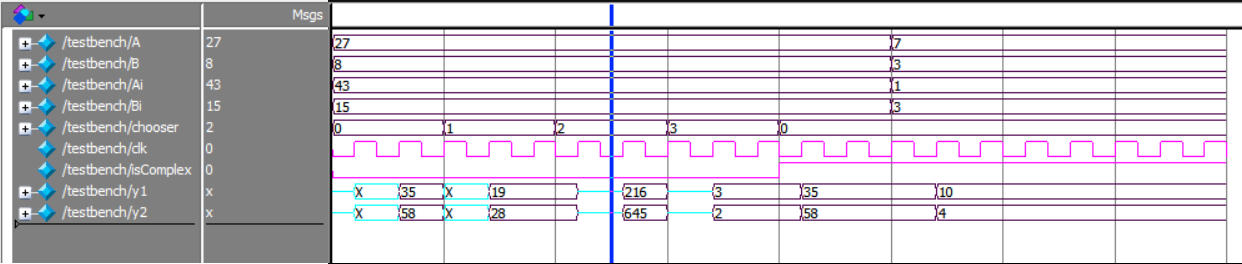 Msgs
/testbench/A 27 27 7
/testbench/B 8 8 3
/testbench/Ai 43 43 1
/testbench/Bi 15 15 3
/testbench/chooser 2 0 1 2 3 0
/testbench/clk 0
/testbench/isComplex 0
/testbench/y1 x X 35 X 19 216 3 35 10
/testbench/y2 x X 58 X 28 645 2 58 4